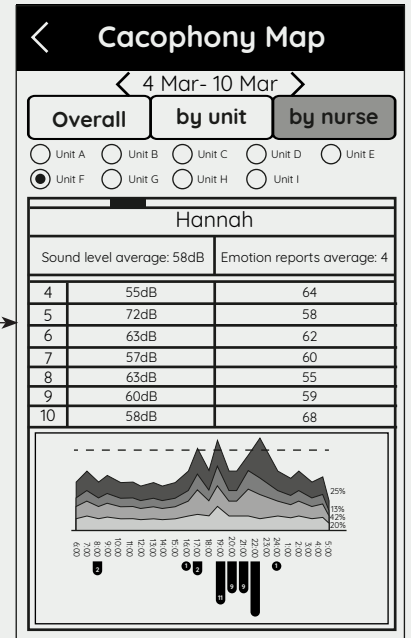 Cacophony Map
4 Mar- 10 Mar
Overall by unit by nurse
Unit A Unit B Unit C Unit D Unit E
Unit F Unit G Unit H Unit I
Hannah
Sound level average: 58dB Emotion reports average: 4
4 55dB 64
5 72dB 58
6 63dB 62
7 57dB 60
8 63dB 55
9 60dB 59
10 58dB 68
25%
13%
42%
20%
6:00 7:00 8:00 9:00 10:00 11:00 12:00 13:00 14:00 15:00 16:00 17:00 18:00 19:00 20:00 21:00 22:00 23:00 24:00 1:00 2:00 3:00 4:00 5:00
2 1 2 11 9 9 1